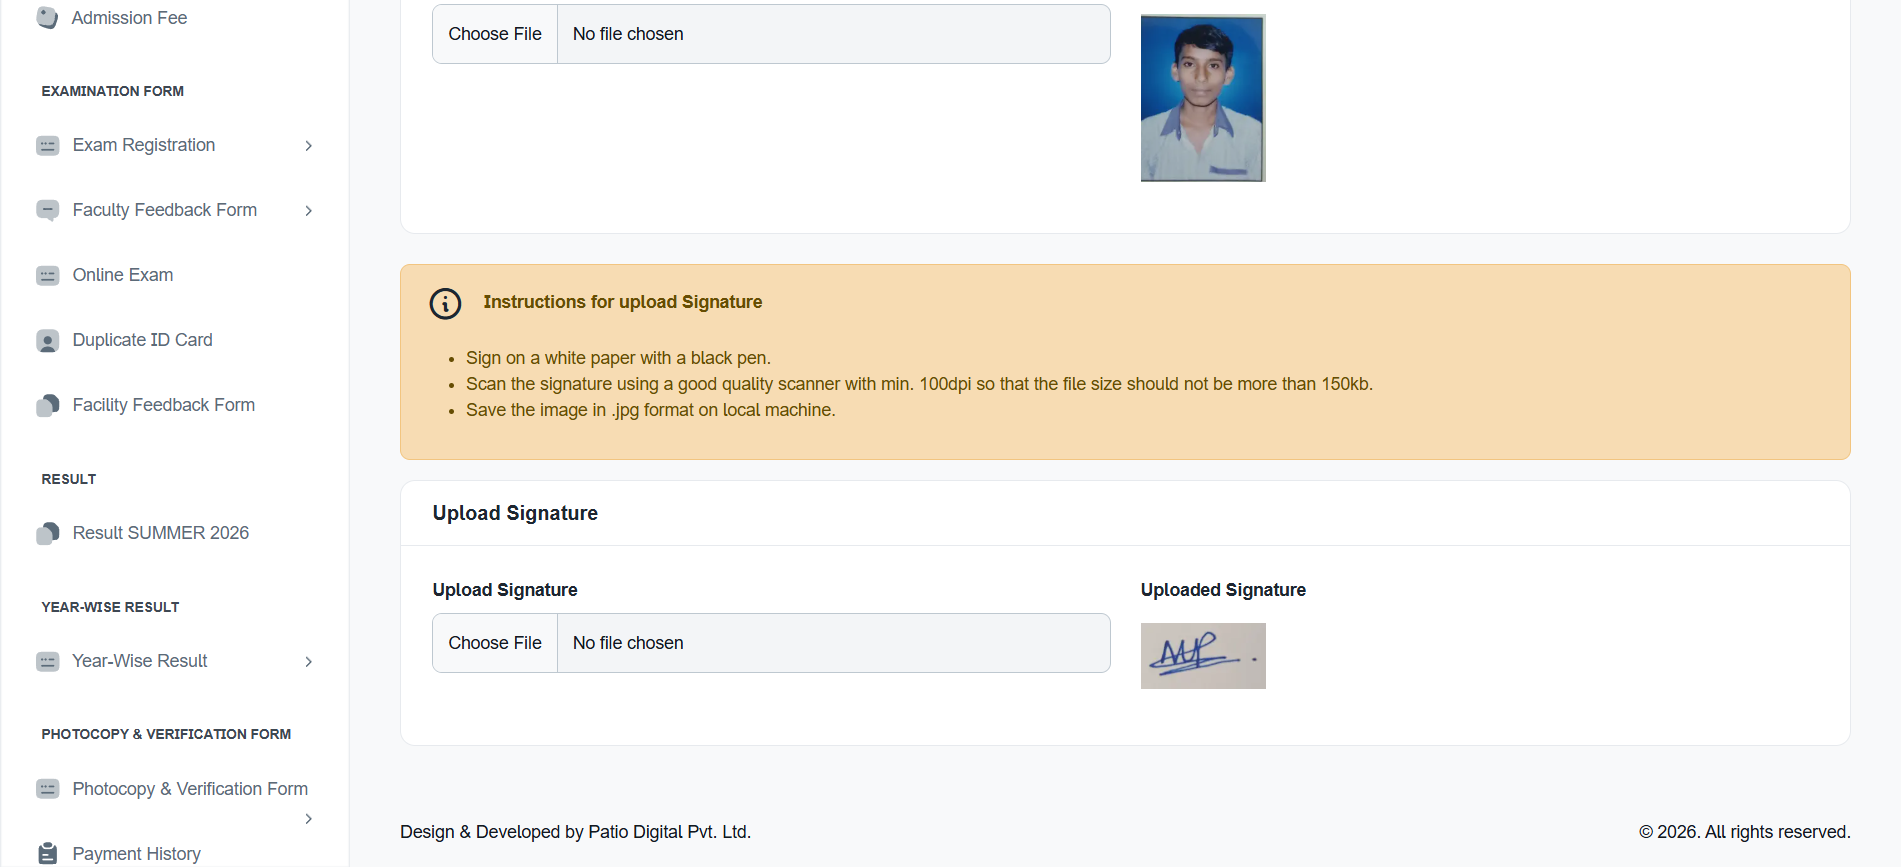 Admission Fee
EXAMINATION FORM
Exam Registration
Faculty Feedback Form
Online Exam
Duplicate ID Card
Facility Feedback Form
RESULT
Result SUMMER 2026
YEAR-WISE RESULT
Year-Wise Result
PHOTOCOPY & VERIFICATION FORM
Photocopy & Verification Form
Payment History
Choose File No file chosen
Instructions for upload Signature
• Sign on a white paper with a black pen.
• Scan the signature using a good quality scanner with min. 100dpi so that the file size should not be more than 150kb.
• Save the image in .jpg format on local machine.
Upload Signature
Upload Signature
Choose File No file chosen
Uploaded Signature
Design & Developed by Patio Digital Pvt. Ltd.
© 2026. All rights reserved.